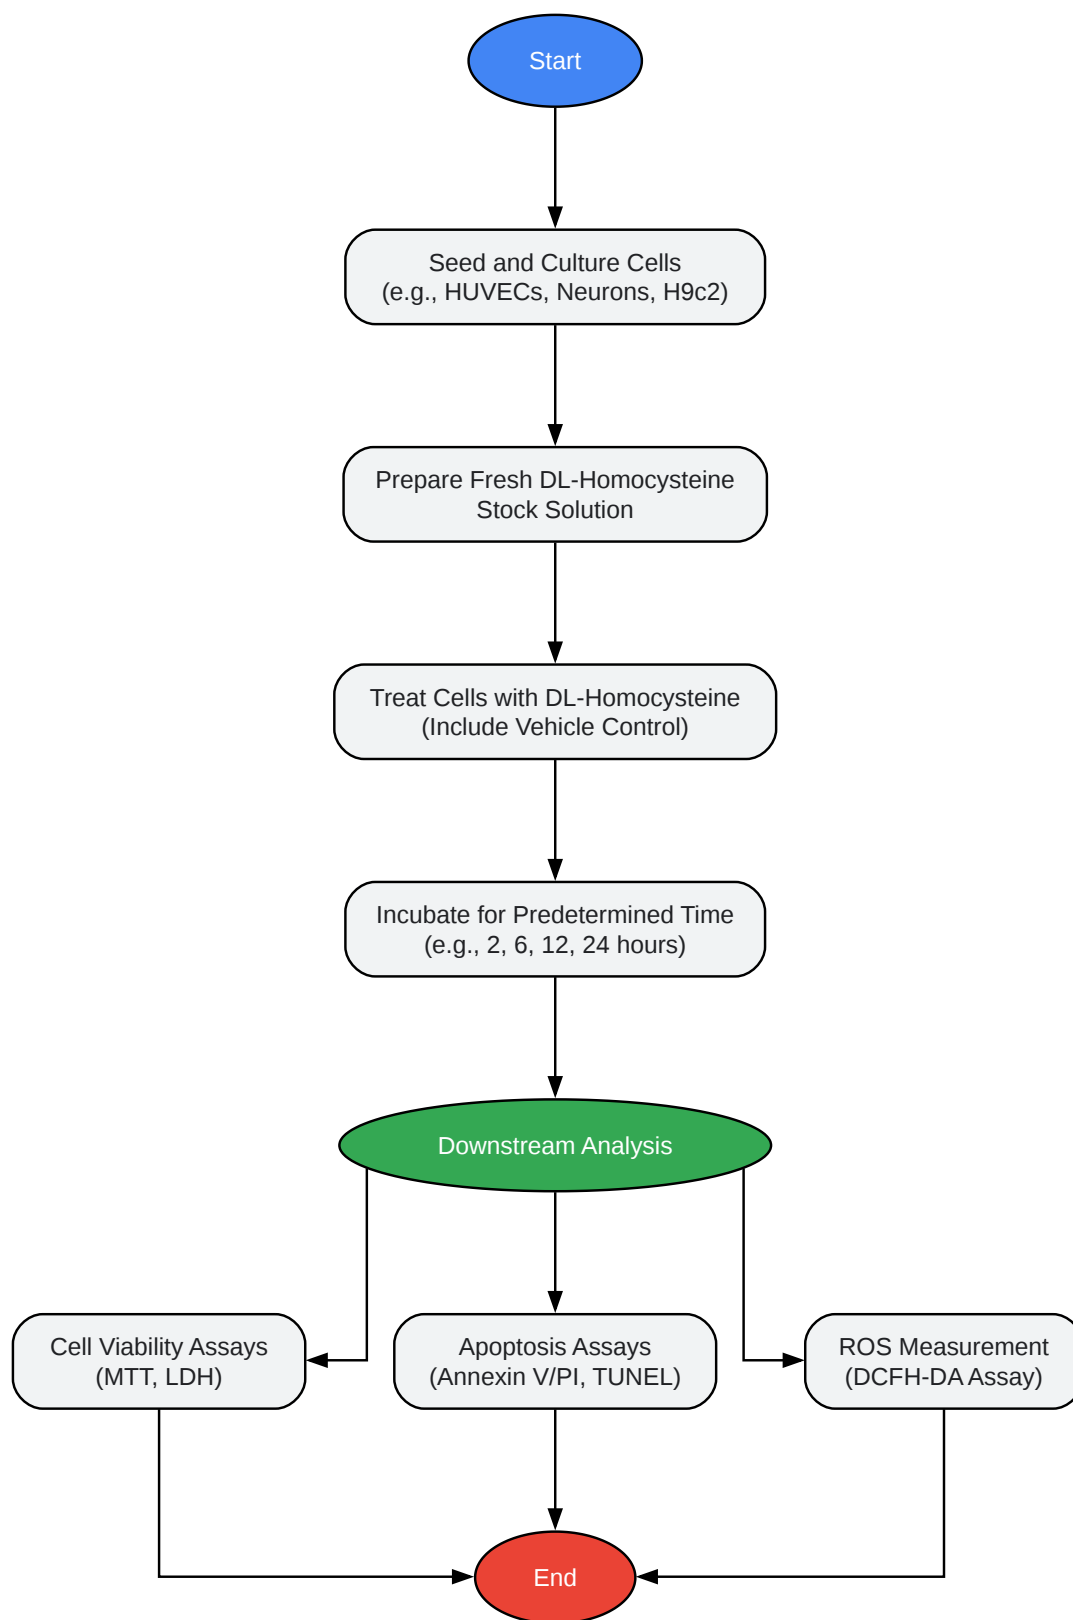 Start
Seed and Culture Cells
(e.g., HUVECs, Neurons, H9c2)
Prepare Fresh DL-Homocysteine
Stock Solution
Treat Cells with DL-Homocysteine
(Include Vehicle Control)
Incubate for Predetermined Time
(e.g., 2, 6, 12, 24 hours)
Downstream Analysis
Cell Viability Assays
(MTT, LDH)
Apoptosis Assays
(Annexin V/PI, TUNEL)
ROS Measurement
(DCFH-DA Assay)
End